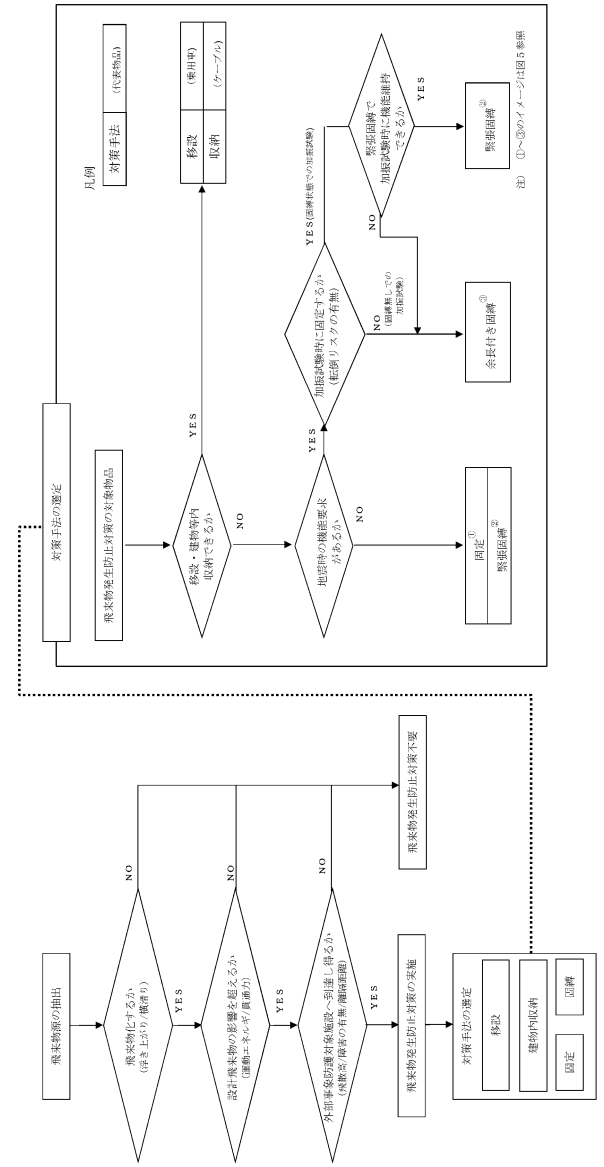 飛来物源の抽出
飛来物化するか
(浮き上がり/横滑り)
NO
YES
設計飛来物の影響を超えるか
(運動エネルギ/貫通力)
NO
YES
外部事象防護対象施設へ到達し得るか
(飛散高/障害の有無/離隔距離)
NO
YES
飛来物発生防止対策の実施
飛来物発生防止対策不要
対策手法の選定
移設
建物内収納
固定
固縛
対策手法の選定
飛来物発生防止対策の対象物品
凡例
対策手法
(代表物品)
移設・建物等内
収納できるか
YES
NO
移設
(乗用車)
収納
(ケーブル)
地震時の機能要求
があるか
YES
NO
加振試験時に固定するか
(転倒リスクの有無)
YES(固縛状態での加振試験)
NO
(固縛無しでの
加振試験)
緊張固縛で
加振試験時に機能維持
できるか
YES
NO
固定①
緊張固縛②
余長付き固縛③
緊張固縛②
注) ①~③のイメージは図5参照